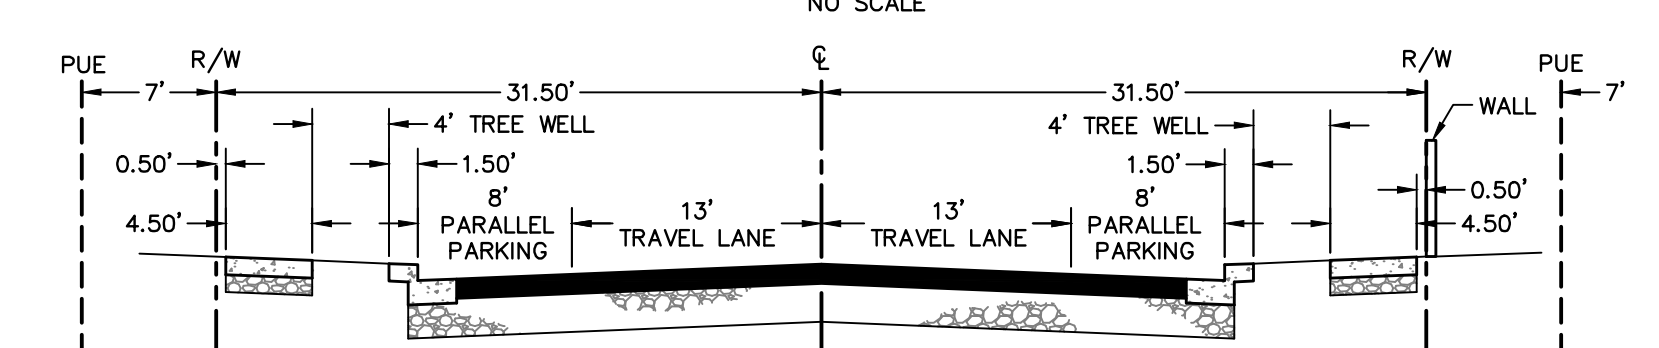 NO SCALE
PUE
R/W
℄
R/W
PUE
7'
31.50'
31.50'
7'
WALL
4' TREE WELL
4' TREE WELL
0.50'
1.50'
1.50'
0.50'
4.50'
8'
PARALLEL
PARKING
13'
TRAVEL LANE
13'
TRAVEL LANE
8'
PARALLEL
PARKING
4.50'